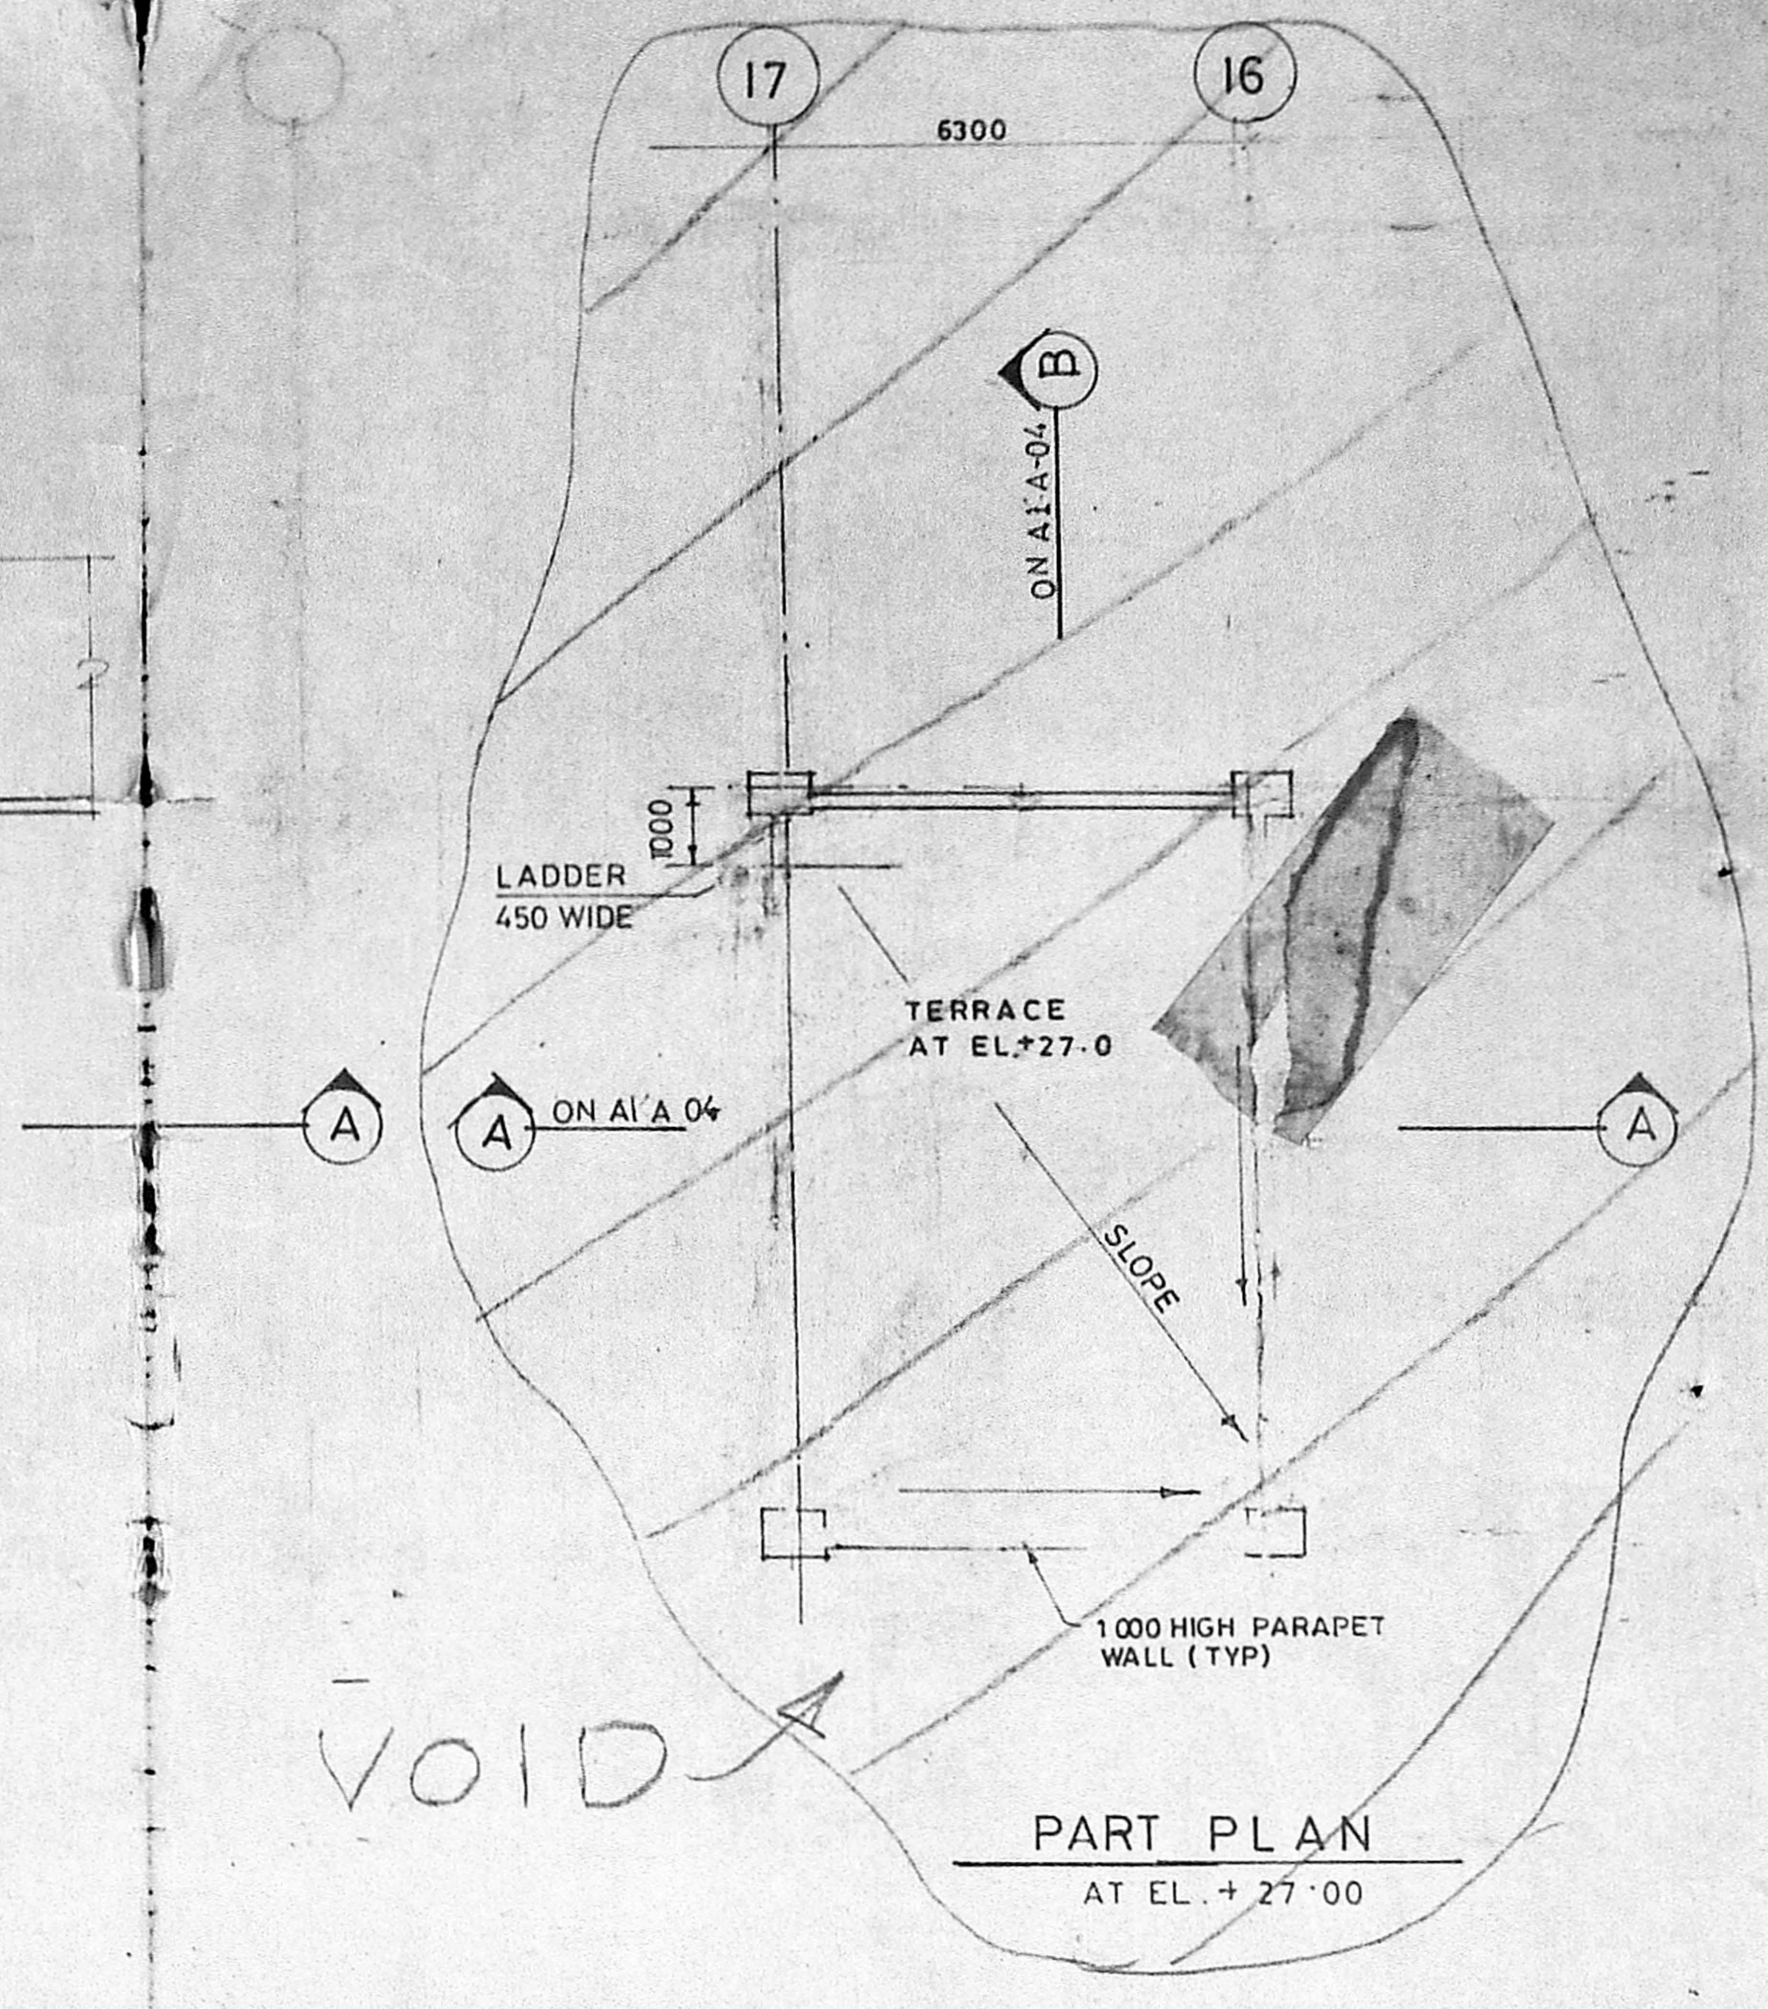 17
16
6300
B
ON A1-A-04
1000
LADDER
450 WIDE
TERRACE
AT EL.+27.0
A
A
ON A1-A 04
A
SLOPE
1000 HIGH PARAPET
WALL (TYP)
VOID
PART PLAN
AT EL. + 27.00